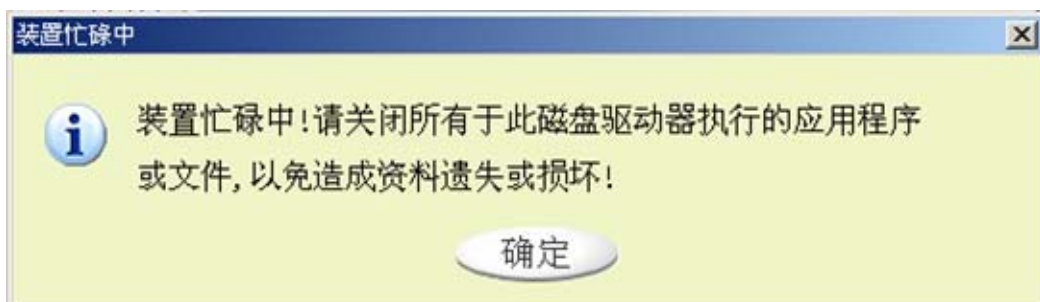 装置忙碌中
装置忙碌中!请关闭所有于此磁盘驱动器执行的应用程序
或文件,以免造成资料遗失或损坏!
确定